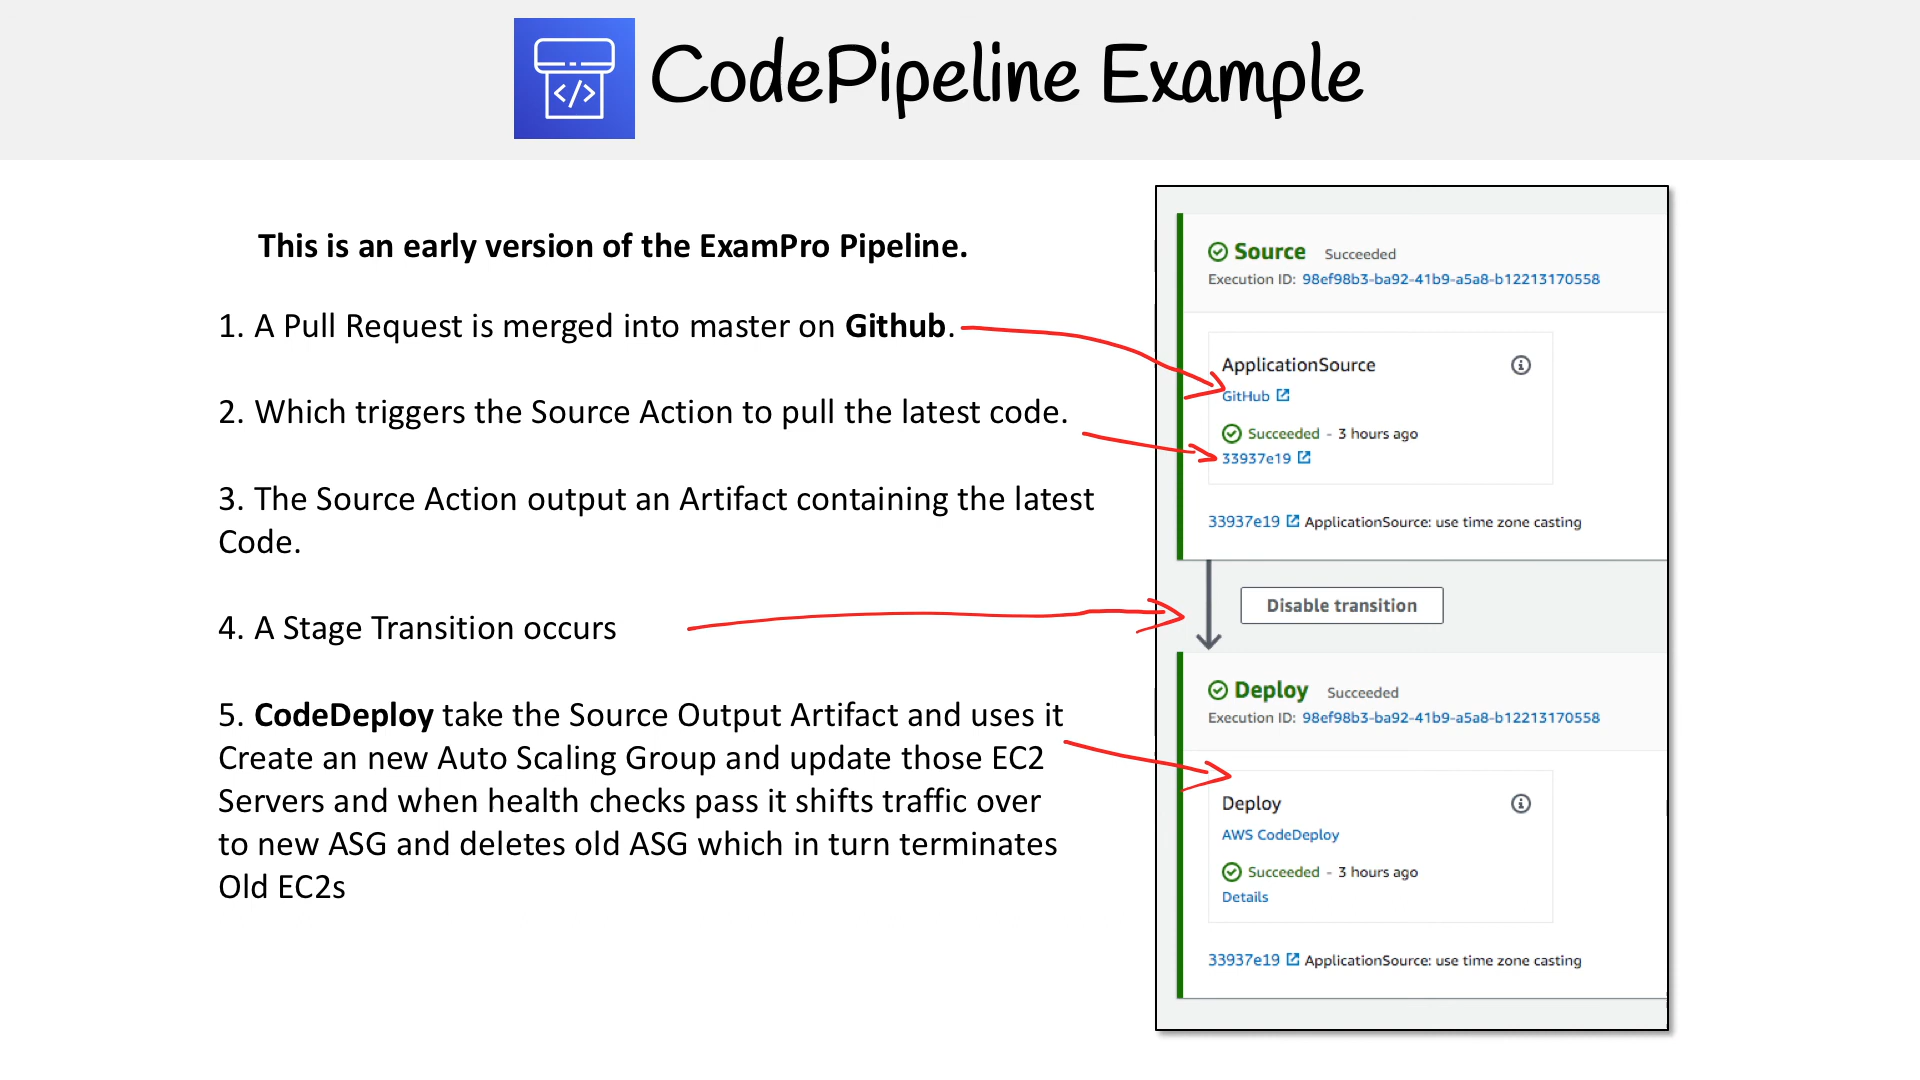 </> CodePipeline Example
This is an early version of the ExamPro Pipeline.
1. A Pull Request is merged into master on Github.
2. Which triggers the Source Action to pull the latest code.
3. The Source Action output an Artifact containing the latest
Code.
4. A Stage Transition occurs
5. CodeDeploy take the Source Output Artifact and uses it
Create an new Auto Scaling Group and update those EC2
Servers and when health checks pass it shifts traffic over
to new ASG and deletes old ASG which in turn terminates
Old EC2s
Source Succeeded
Execution ID: 98ef98b3-ba92-41b9-a5a8-b12213170558
ApplicationSource
GitHub
Succeeded - 3 hours ago
33937e19
33937e19 ApplicationSource: use time zone casting
Disable transition
Deploy Succeeded
Execution ID: 98ef98b3-ba92-41b9-a5a8-b12213170558
Deploy
AWS CodeDeploy
Succeeded - 3 hours ago
Details
33937e19 ApplicationSource: use time zone casting